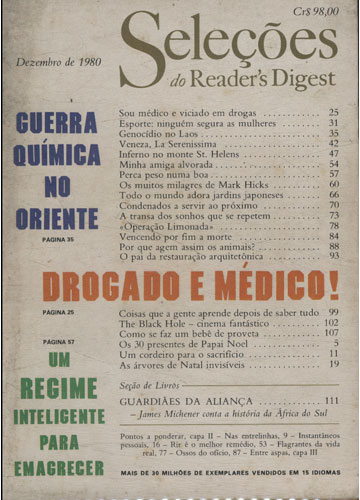 Cr$ 98,00
Dezembro de 1980
Seleções
do Reader's Digest
GUERRA
QUÍMICA
NO
ORIENTE
PÁGINA 35
Sou médico e viciado em drogas . . . . . . . . . . . 25
Esporte: ninguém segura as mulheres . . . . . . . . 31
Genocídio no Laos . . . . . . . . . . . . . . . . . 35
Veneza, La Serenissima . . . . . . . . . . . . . . 42
Inferno no monte St. Helens . . . . . . . . . . . . 47
Minha amiga alvorada . . . . . . . . . . . . . . . 54
Perca peso numa boa . . . . . . . . . . . . . . . . 57
Os muitos milagres de Mark Hicks . . . . . . . . . 60
Todo o mundo adora jardins japoneses . . . . . . . 66
Condenados a servir ao próximo . . . . . . . . . . 70
A transa dos sonhos que se repetem . . . . . . . . 73
«Operação Limonada» . . . . . . . . . . . . . . . . 78
Vencendo por fim a morte . . . . . . . . . . . . . 84
Por que agem assim os animais? . . . . . . . . . . 88
O pai da restauração arquitetônica . . . . . . . . 93
DROGADO E MÉDICO!
PÁGINA 25
PÁGINA 57
UM
REGIME
INTELIGENTE
PARA
EMAGRECER
Coisas que a gente aprende depois de saber tudo 99
The Black Hole – cinema fantástico . . . . . . . . 102
Como se faz um bebê de proveta . . . . . . . . . . 107
Os 30 presentes de Papai Noel . . . . . . . . . . . 3
Um cordeiro para o sacrifício . . . . . . . . . . . 11
As árvores de Natal invisíveis . . . . . . . . . . 19
Seção de Livros
GUARDIÃES DA ALIANÇA . . . . . . . 111
– James Michener conta a história da África do Sul
Pontos a ponderar, capa II – Nas entrelinhas, 9 – Instantâneos
pessoais, 16 – Rir é o melhor remédio, 53 – Flagrantes da vida
real, 77 – Ossos do ofício, 87 – Entre aspas, capa III
MAIS DE 30 MILHÕES DE EXEMPLARES VENDIDOS EM 15 IDIOMAS